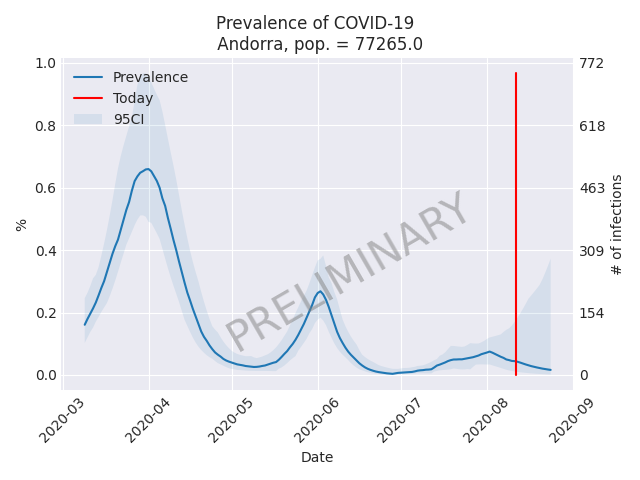 Prevalence of COVID-19
Andorra, pop. = 77265.0
1.0
0.8
0.6
0.4
0.2
0.0
%
Prevalence
Today
95CI
PRELIMINARY
772
618
463
309
154
0
# of infections
2020-03
2020-04
2020-05
2020-06
2020-07
2020-08
2020-09
Date